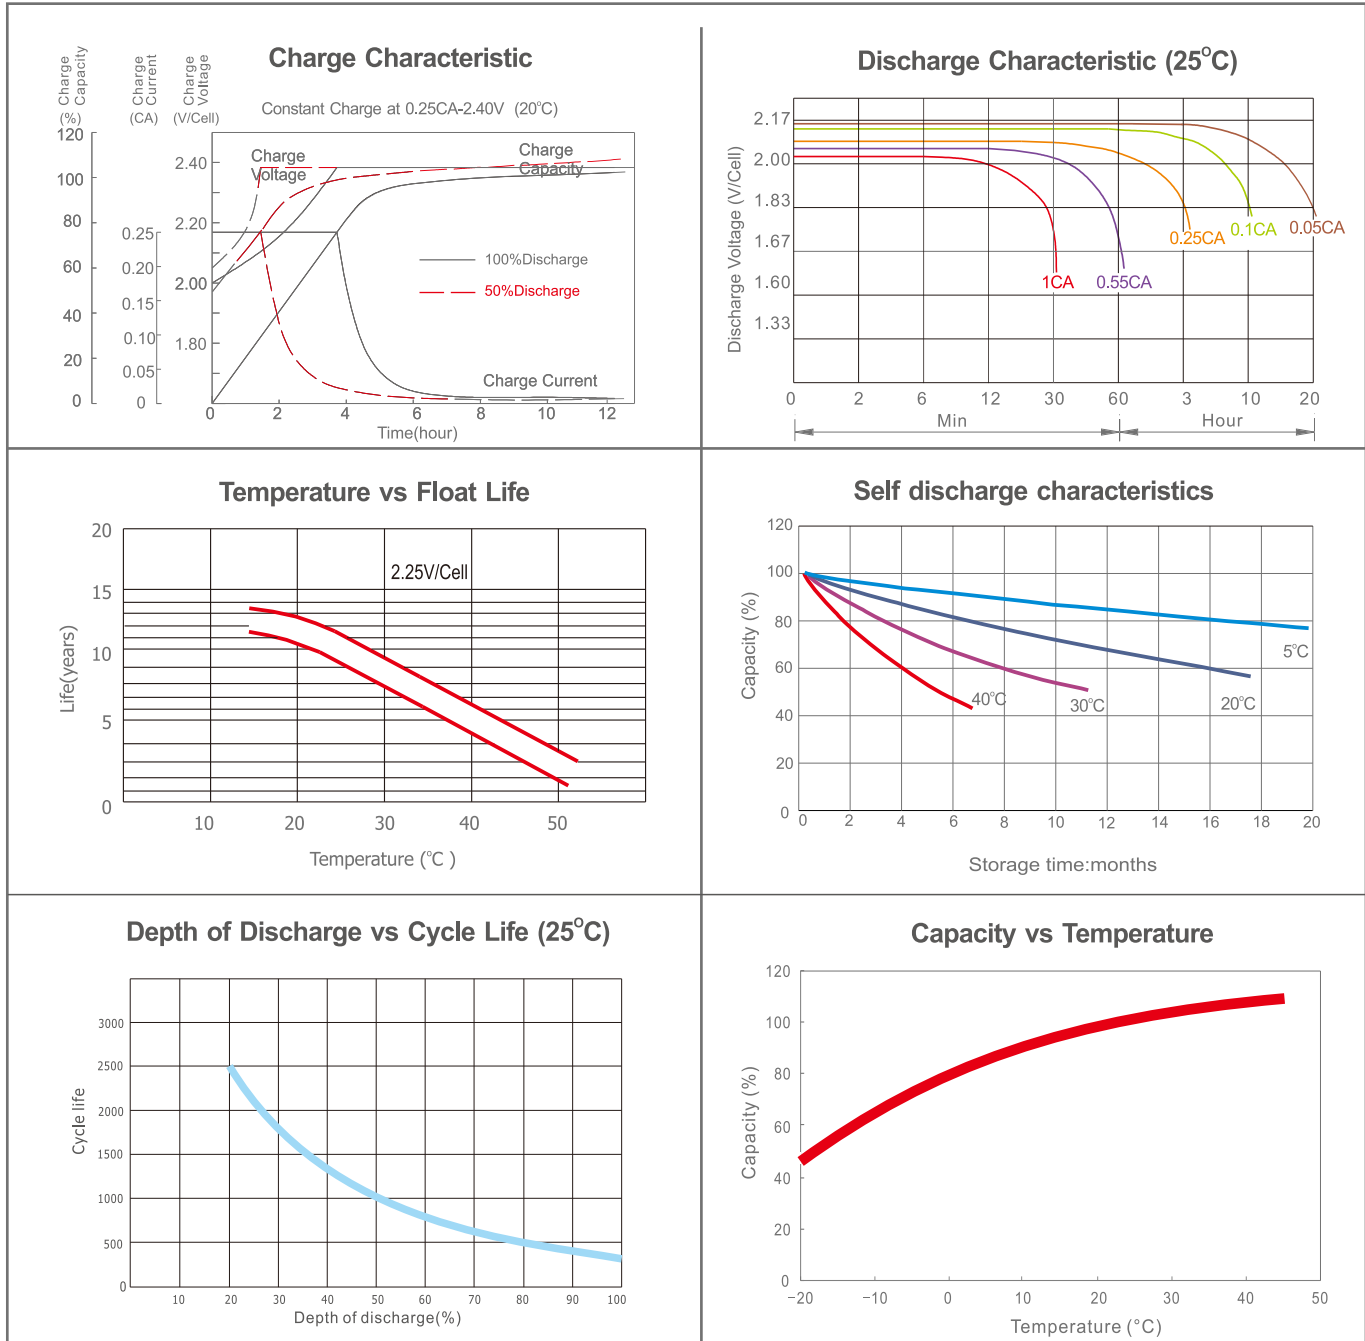 Charge Characteristic
Charge Capacity (%)
Charge Current (CA)
Charge Voltage (V/Cell)
Constant Charge at 0.25CA-2.40V (20°C)
120
100
80
60
40
20
0
0.25
0.20
0.15
0.10
0.05
0
2.40
2.20
2.00
1.80
Charge Voltage
Charge Capacity
100%Discharge
50%Discharge
Charge Current
0 2 4 6 8 10 12
Time(hour)
Discharge Characteristic (25°C)
Discharge Voltage (V/Cell)
2.17
2.00
1.83
1.67
1.60
1.33
1CA
0.55CA
0.25CA
0.1CA
0.05CA
0 2 6 12 30 60 3 10 20
Min Hour
Temperature vs Float Life
Life(years)
20
15
10
5
0
2.25V/Cell
10 20 30 40 50
Temperature (°C )
Self discharge characteristics
Capacity (%)
120
100
80
60
40
20
0
5°C
20°C
30°C
40°C
0 2 4 6 8 10 12 14 16 18 20
Storage time:months
Depth of Discharge vs Cycle Life (25°C)
Cycle life
3000
2500
2000
1500
1000
500
0
10 20 30 40 50 60 70 80 90 100
Depth of discharge(%)
Capacity vs Temperature
Capacity (%)
120
100
80
60
40
20
0
−20 −10 0 10 20 30 40 50
Temperature (°C)